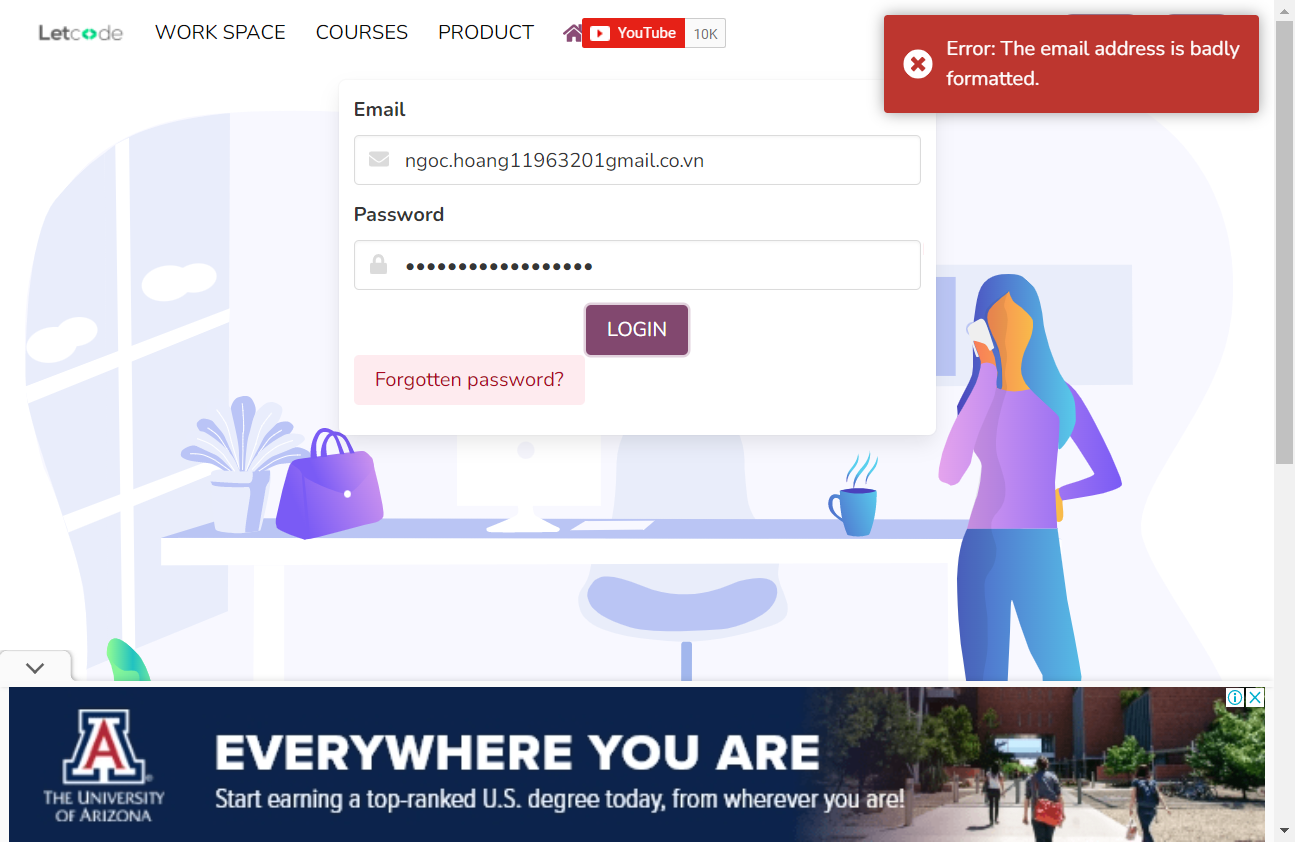 Letcode WORK SPACE COURSES PRODUCT YouTube 10K
Error: The email address is badly
formatted.
Email
ngoc.hoang11963201gmail.co.vn
Password
••••••••••••••••••
LOGIN
Forgotten password?
A
THE UNIVERSITY
OF ARIZONA
EVERYWHERE YOU ARE
Start earning a top-ranked U.S. degree today, from wherever you are!